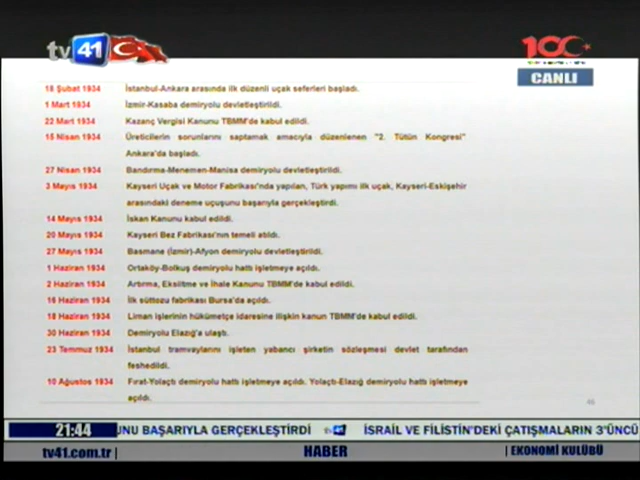 tv41
100
CANLI
18 Şubat 1934 İstanbul-Ankara arasında ilk düzenli uçak seferleri başladı.
1 Mart 1934 İzmir-Kasaba demiryolu devletleştirildi.
22 Mart 1934 Kazanç Vergisi Kanunu TBMM'de kabul edildi.
15 Nisan 1934 Üreticilerin sorunlarını saptamak amacıyla düzenlenen "2. Tütün Kongresi"
Ankara'da başladı.
27 Nisan 1934 Bandırma-Menemen-Manisa demiryolu devletleştirildi.
3 Mayıs 1934 Kayseri Uçak ve Motor Fabrikası'nda yapılan, Türk yapımı ilk uçak, Kayseri-Eskişehir
arasındaki deneme uçuşunu başarıyla gerçekleştirdi.
14 Mayıs 1934 İskan Kanunu kabul edildi.
20 Mayıs 1934 Kayseri Bez Fabrikası'nın temeli atıldı.
27 Mayıs 1934 Basmane (İzmir)-Afyon demiryolu devletleştirildi.
1 Haziran 1934 Ortaköy-Bolkuş demiryolu hattı işletmeye açıldı.
2 Haziran 1934 Artırma, Eksiltme ve İhale Kanunu TBMM'de kabul edildi.
16 Haziran 1934 İlk süttozu fabrikası Bursa'da açıldı.
18 Haziran 1934 Liman işlerinin hükümetçe idaresine ilişkin kanun TBMM'de kabul edildi.
30 Haziran 1934 Demiryolu Elazığ'a ulaştı.
23 Temmuz 1934 İstanbul tramvaylarını işleten yabancı şirketin sözleşmesi devlet tarafından
feshedildi.
10 Ağustos 1934 Fırat-Yolaçtı demiryolu hattı işletmeye açıldı. Yolaçtı-Elazığ demiryolu hattı işletmeye
açıldı.
21:44 UNU BAŞARIYLA GERÇEKLEŞTİRDİ tv41 İSRAİL VE FİLİSTİN'DEKİ ÇATIŞMALARIN 3'ÜNCÜ
tv41.com.tr | HABER | EKONOMİ KULÜBÜ